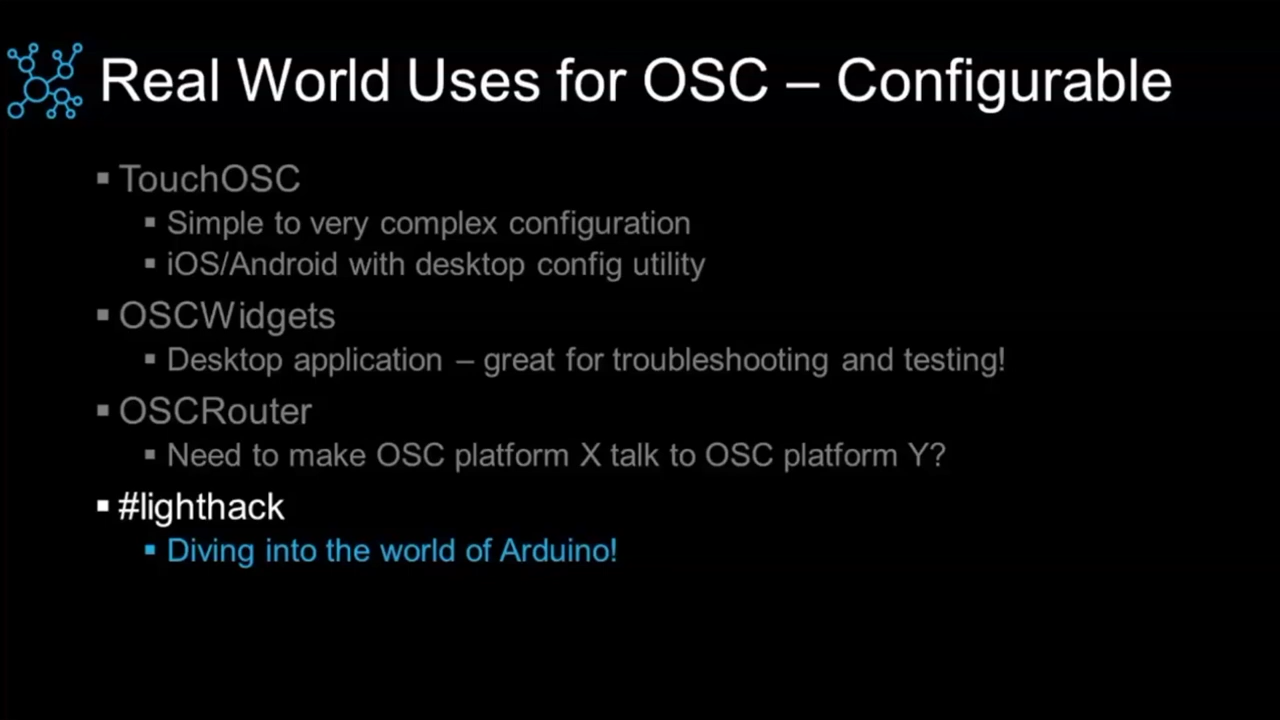 Real World Uses for OSC – Configurable
▪ TouchOSC
▪ Simple to very complex configuration
▪ iOS/Android with desktop config utility
▪ OSCWidgets
▪ Desktop application – great for troubleshooting and testing!
▪ OSCRouter
▪ Need to make OSC platform X talk to OSC platform Y?
▪ #lighthack
▪ Diving into the world of Arduino!